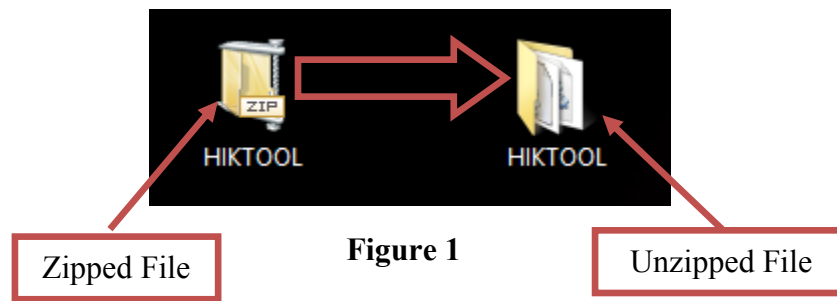 ZIP
HIKTOOL
HIKTOOL
Figure 1
Zipped File
Unzipped File